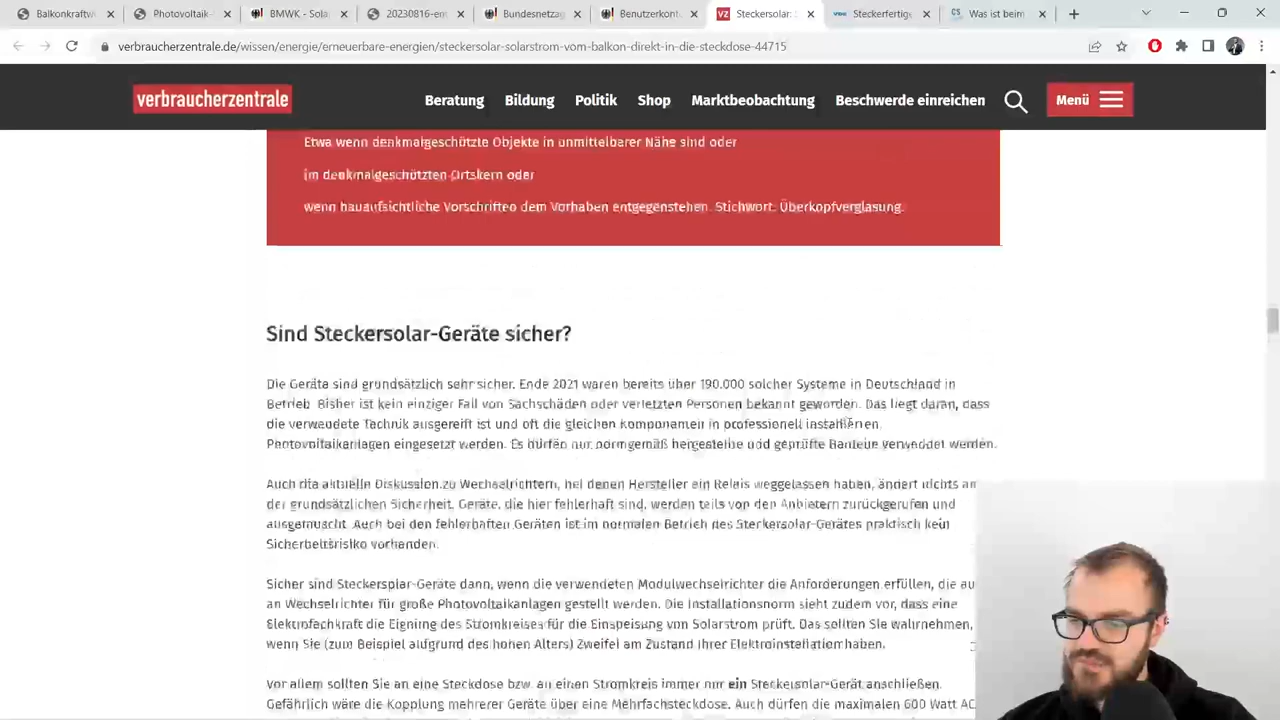 Balkonkraftw
Photovoltaik-
BMWK - Sola
20230816-em
Bundesnetzag
Benutzerkont
Steckersolar: S
Steckerfertige
Was ist beim
verbraucherzentrale.de/wissen/energie/erneuerbare-energien/steckersolar-solarstrom-vom-balkon-direkt-in-die-steckdose-44715
verbraucherzentrale
Beratung Bildung Politik Shop Marktbeobachtung Beschwerde einreichen Menü
Etwa wenn denkmalgeschützte Objekte in unmittelbarer Nähe sind oder
im denkmalgeschützten Ortskern oder
wenn bauaufsichtliche Vorschriften dem Vorhaben entgegenstehen. Stichwort: Überkopfverglasung.
Sind Steckersolar-Geräte sicher?
Die Geräte sind grundsätzlich sehr sicher. Ende 2021 waren bereits über 190.000 solcher Systeme in Deutschland in
Betrieb. Bisher ist kein einziger Fall von Sachschäden oder verletzten Personen bekannt geworden. Das liegt daran, dass
die verwendete Technik ausgereift ist und oft die gleichen Komponenten in professionell installierten
Photovoltaikanlagen eingesetzt werden. Es dürfen nur normgemäß hergestellte und geprüfte Bauteile verwendet werden.
Auch die aktuelle Diskussion zu Wechselrichtern, bei denen Hersteller ein Relais weggelassen haben, ändert nichts an
der grundsätzlichen Sicherheit. Geräte, die hier fehlerhaft sind, werden teils von den Anbietern zurückgerufen und
ausgetauscht. Auch bei den fehlerhaften Geräten ist im normalen Betrieb des Steckersolar-Gerätes praktisch kein
Sicherheitsrisiko vorhanden.
Sicher sind Steckersolar-Geräte dann, wenn die verwendeten Modulwechselrichter die Anforderungen erfüllen, die au
an Wechselrichter für große Photovoltaikanlagen gestellt werden. Die Installationsnorm sieht zudem vor, dass eine
Elektrofachkraft die Eignung des Stromkreises für die Einspeisung von Solarstrom prüft. Das sollten Sie wahrnehmen,
wenn Sie (zum Beispiel aufgrund des hohen Alters) Zweifel am Zustand Ihrer Elektroinstallation haben.
Vor allem sollten Sie an eine Steckdose bzw. an einen Stromkreis immer nur ein Steckersolar-Gerät anschließen.
Gefährlich wäre die Kopplung mehrerer Geräte über eine Mehrfachsteckdose. Auch dürfen die maximalen 600 Watt AC